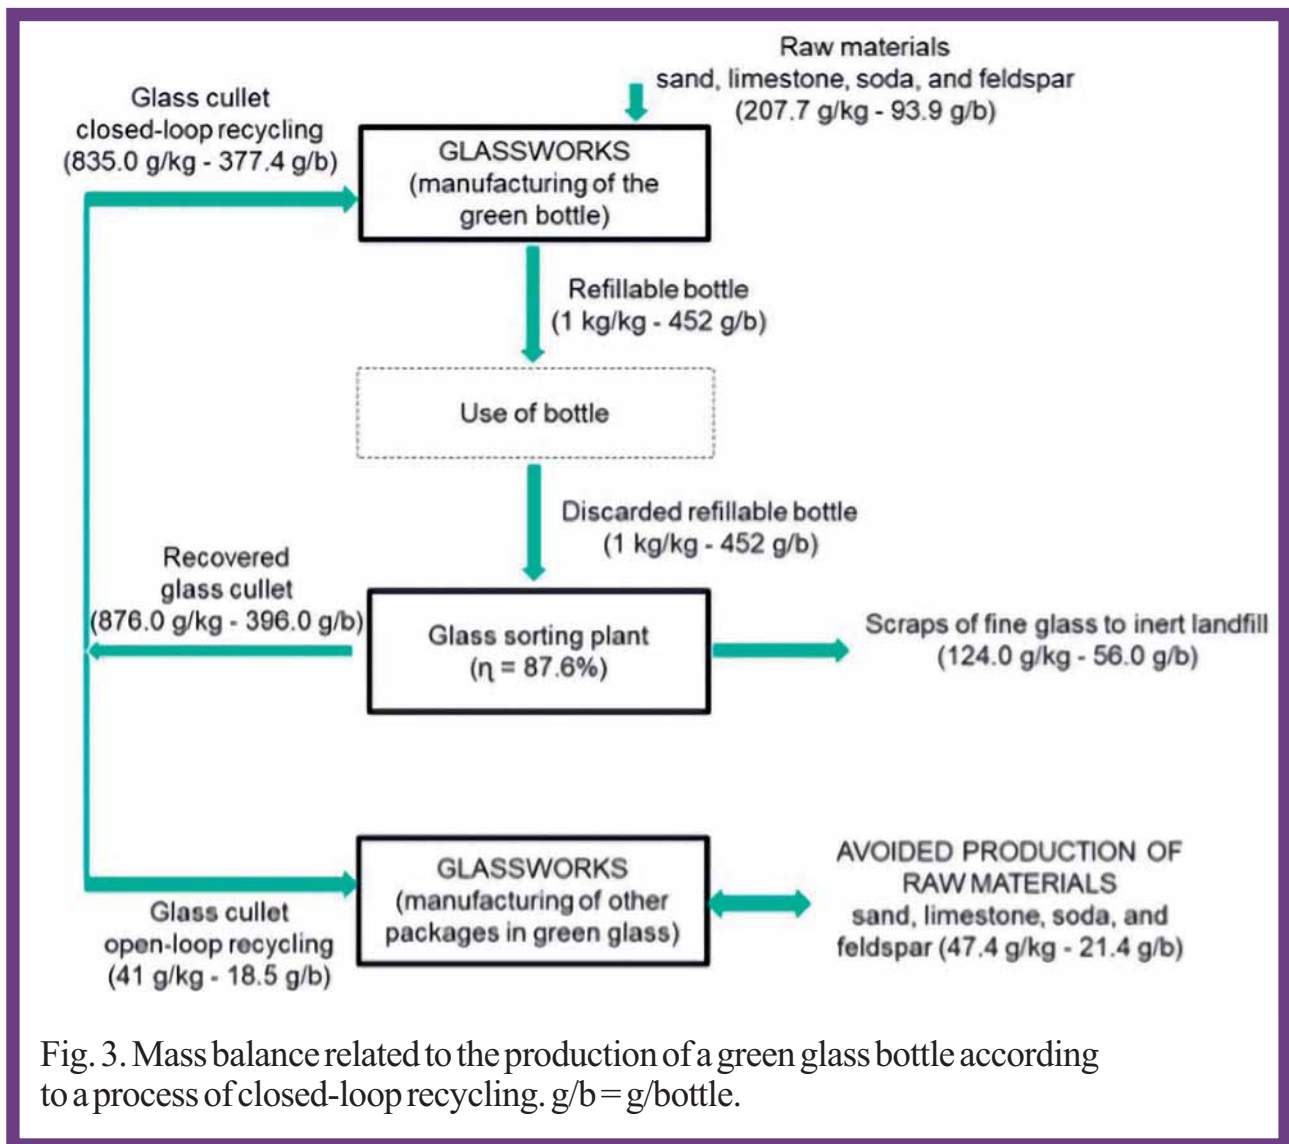 Raw materials
sand, limestone, soda, and feldspar
(207.7 g/kg - 93.9 g/b)
Glass cullet
closed-loop recycling
(835.0 g/kg - 377.4 g/b)
GLASSWORKS
(manufacturing of the
green bottle)
Refillable bottle
(1 kg/kg - 452 g/b)
Use of bottle
Discarded refillable bottle
(1 kg/kg - 452 g/b)
Recovered
glass cullet
(876.0 g/kg - 396.0 g/b)
Glass sorting plant
(η = 87.6%)
Scraps of fine glass to inert landfill
(124.0 g/kg - 56.0 g/b)
GLASSWORKS
(manufacturing of other
packages in green glass)
AVOIDED PRODUCTION OF
RAW MATERIALS
sand, limestone, soda, and
feldspar (47.4 g/kg - 21.4 g/b)
Glass cullet
open-loop recycling
(41 g/kg - 18.5 g/b)
Fig. 3. Mass balance related to the production of a green glass bottle according
to a process of closed-loop recycling. g/b = g/bottle.